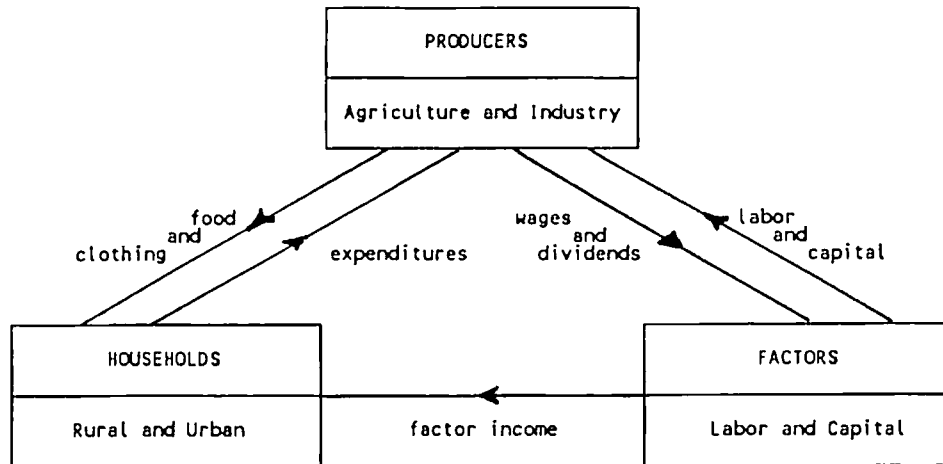 PRODUCERS
Agriculture and Industry
food
and
clothing
expenditures
wages
and
dividends
labor
and
capital
HOUSEHOLDS
Rural and Urban
factor income
FACTORS
Labor and Capital